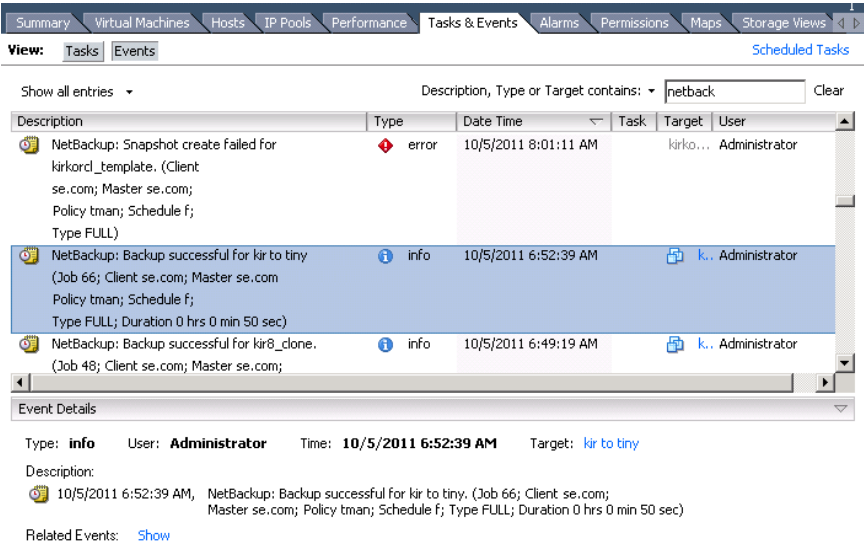 Summary Virtual Machines Hosts IP Pools Performance Tasks & Events Alarms Permissions Maps Storage Views
View: Tasks Events Scheduled Tasks
Show all entries Description, Type or Target contains: netback Clear
Description Type Date Time Task Target User
NetBackup: Snapshot create failed for error 10/5/2011 8:01:11 AM kirko... Administrator
kirkorcl_template. (Client
se.com; Master se.com;
Policy tman; Schedule f;
Type FULL)
NetBackup: Backup successful for kir to tiny info 10/5/2011 6:52:39 AM k.. Administrator
(Job 66; Client se.com; Master se.com
Policy tman; Schedule f;
Type FULL; Duration 0 hrs 0 min 50 sec)
NetBackup: Backup successful for kir8_clone. info 10/5/2011 6:49:19 AM k.. Administrator
(Job 48; Client se.com; Master se.com;
Event Details
Type: info User: Administrator Time: 10/5/2011 6:52:39 AM Target: kir to tiny
Description:
10/5/2011 6:52:39 AM, NetBackup: Backup successful for kir to tiny. (Job 66; Client se.com;
Master se.com; Policy tman; Schedule f; Type FULL; Duration 0 hrs 0 min 50 sec)
Related Events: Show